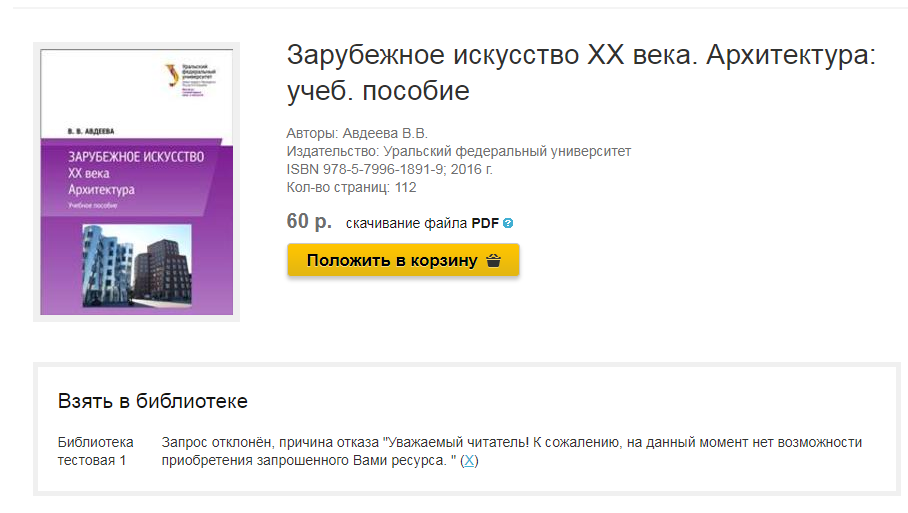 Уральский
федеральный
университет
В. В. АВДЕЕВА
ЗАРУБЕЖНОЕ ИСКУССТВО
XX века
Архитектура
Учебное пособие
Зарубежное искусство XX века. Архитектура:
учеб. пособие
Авторы: Авдеева В.В.
Издательство: Уральский федеральный университет
ISBN 978-5-7996-1891-9; 2016 г.
Кол-во страниц: 112
60 р. скачивание файла PDF ?
Положить в корзину
Взять в библиотеке
Библиотека
тестовая 1
Запрос отклонён, причина отказа "Уважаемый читатель! К сожалению, на данный момент нет возможности
приобретения запрошенного Вами ресурса. " (X)